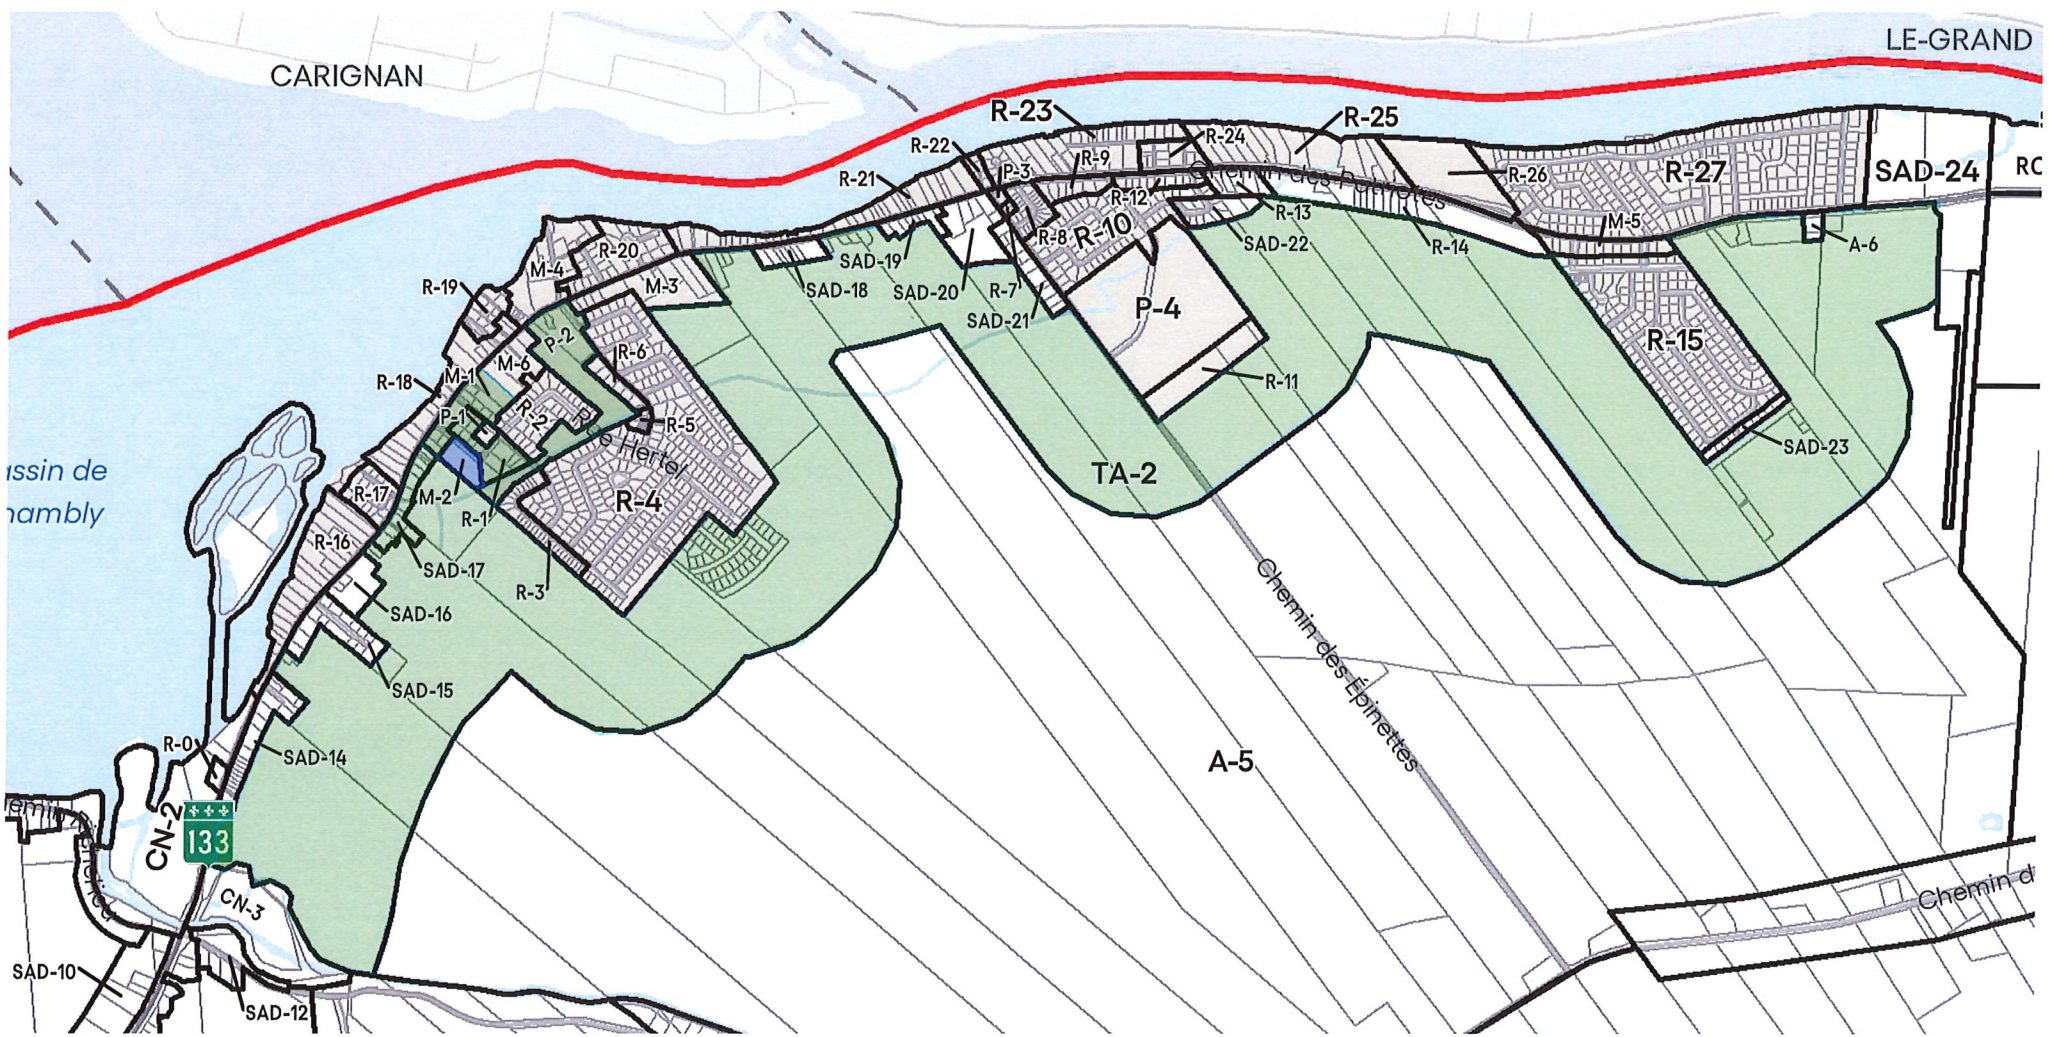 LE-GRAND
CARIGNAN
R-23
R-25
R-24
R-22
R-9
P-3
R-21
Chemin des Patriotes
R-26
R-27
SAD-24
R-12
R-13
M-5
R-8
R-10
SAD-22
R-14
A-6
R-20
M-4
SAD-19
M-3
R-19
SAD-18
SAD-20
R-7
SAD-21
P-4
P-2
R-6
R-15
M-6
M-1
R-18
R-11
R-2
P-1
R-5
Rue Hertel
SAD-23
assin de
hambly
TA-2
R-17
M-2
R-1
R-4
R-16
SAD-17
R-3
SAD-16
Chemin des Épinettes
SAD-15
R-0
SAD-14
A-5
CN-2
133
CN-3
Chemin d
SAD-10
SAD-12